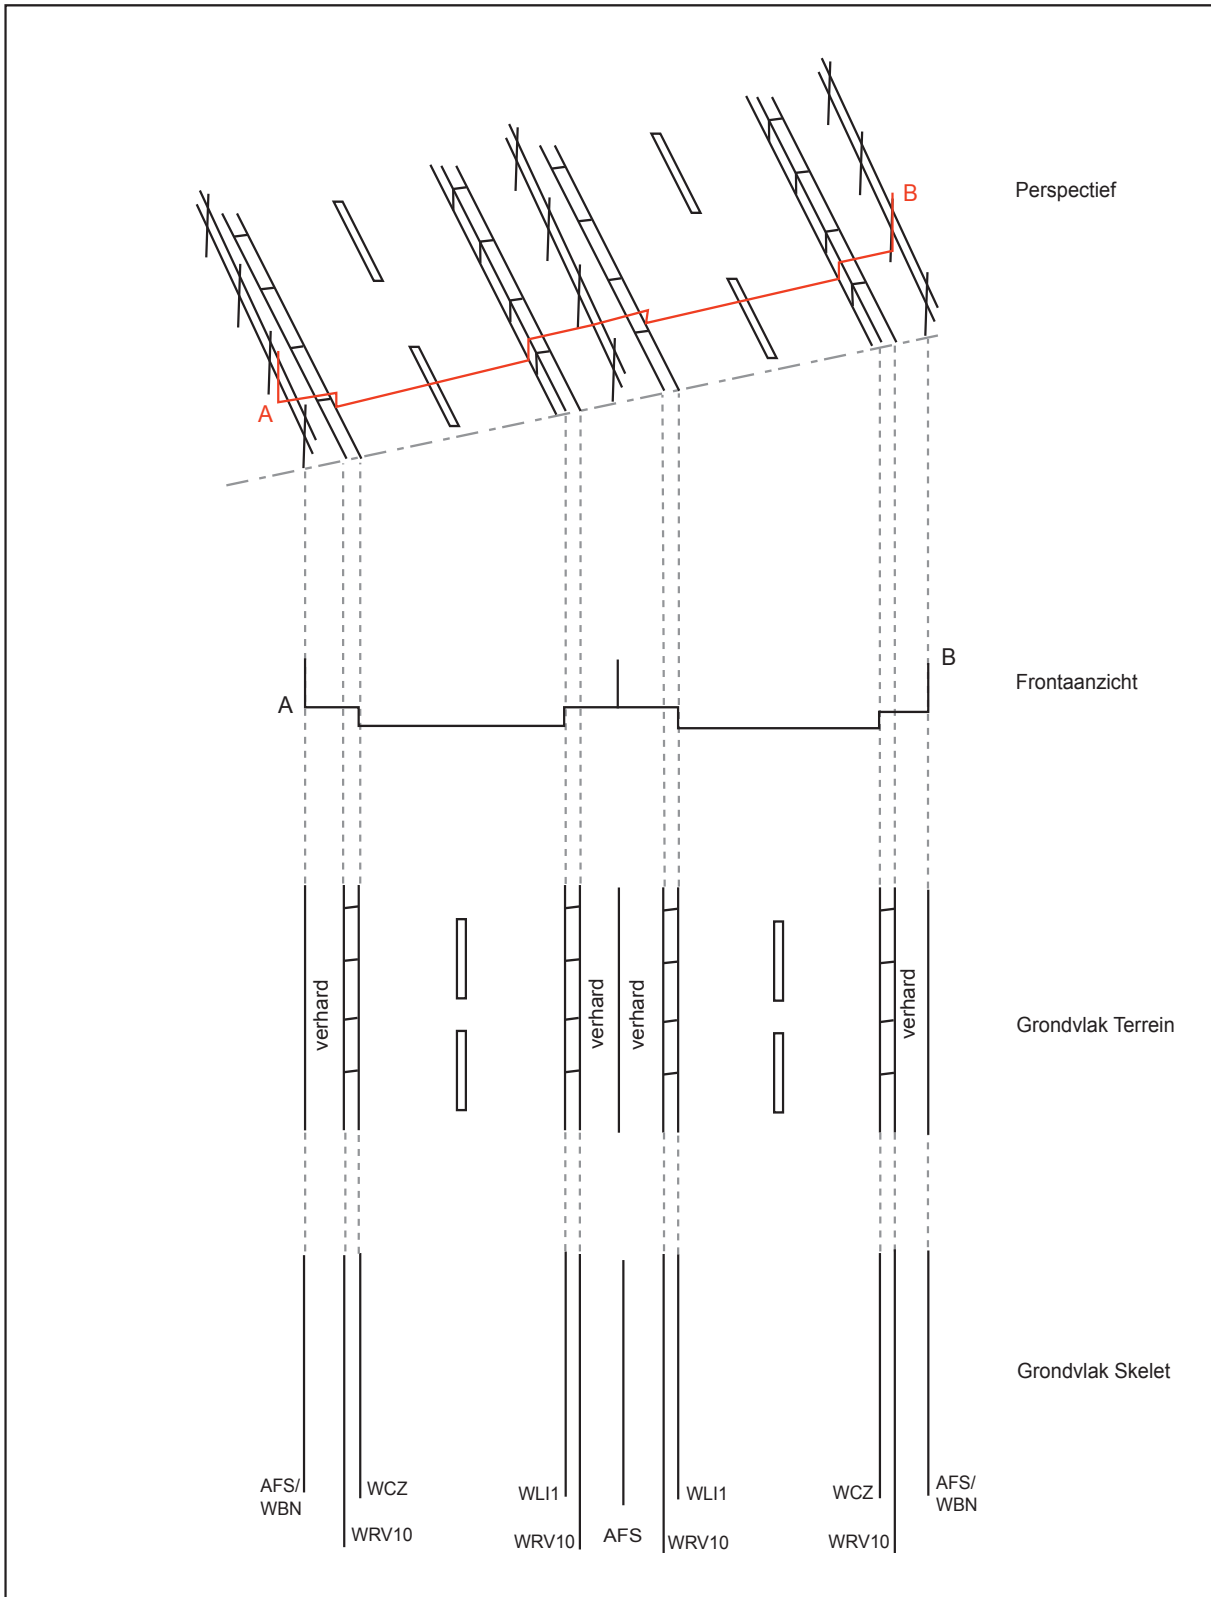 Perspectief
B
A
B
A
Frontaanzicht
verhard
verhard
verhard
verhard
Grondvlak Terrein
Grondvlak Skelet
AFS/
WBN
WCZ
WRV10
WLI1
WRV10
AFS
WLI1
WRV10
WCZ
WRV10
AFS/
WBN